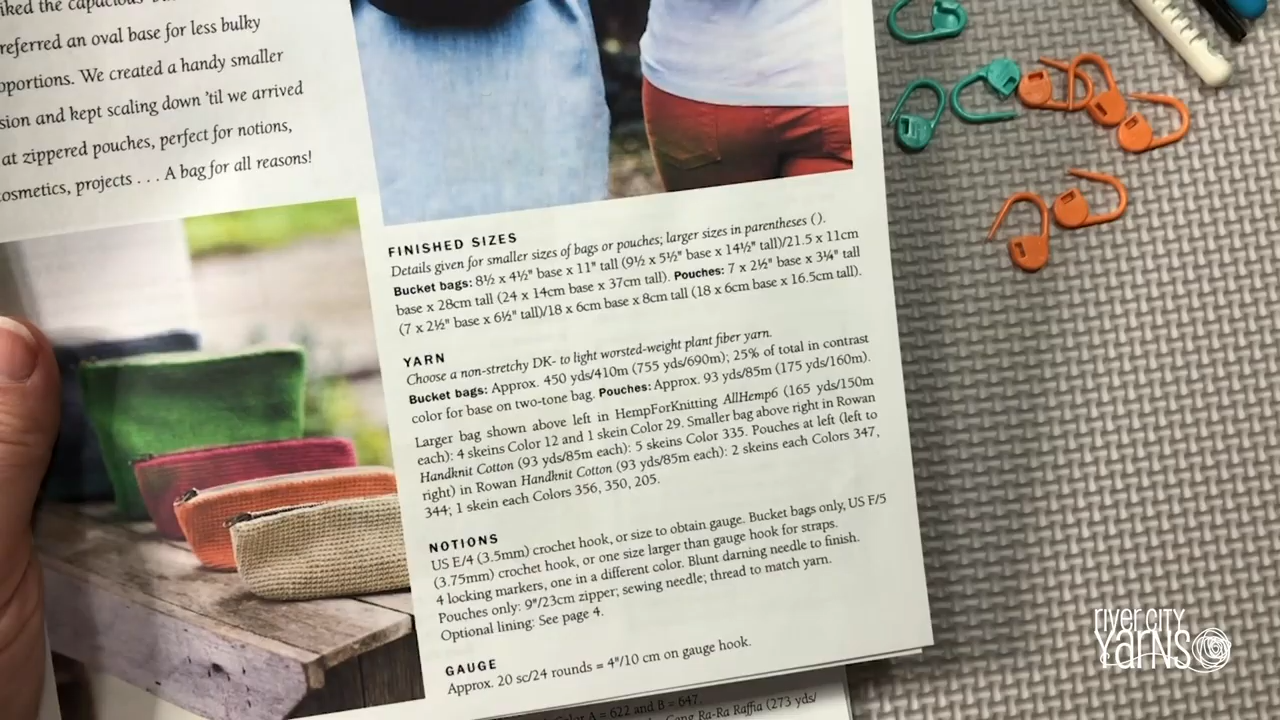 liked the capacious
preferred an oval base for less bulky
proportions. We created a handy smaller
sion and kept scaling down 'til we arrived
at zippered pouches, perfect for notions,
cosmetics, projects . . . A bag for all reasons!
FINISHED SIZES
Details given for smaller sizes of bags or pouches; larger sizes in parentheses ().
Bucket bags: 8½ x 4½" base x 11" tall (9½ x 5½" base x 14½" tall)/21.5 x 11cm
base x 28cm tall (24 x 14cm base x 37cm tall). Pouches: 7 x 2½" base x 3¼" tall
(7 x 2½" base x 6½" tall)/18 x 6cm base x 8cm tall (18 x 6cm base x 16.5cm tall).
YARN
Choose a non-stretchy DK- to light worsted-weight plant fiber yarn.
Bucket bags: Approx. 450 yds/410m (755 yds/690m); 25% of total in contrast
color for base on two-tone bag. Pouches: Approx. 93 yds/85m (175 yds/160m).
Larger bag shown above left in HempForKnitting AllHemp6 (165 yds/150m
each): 4 skeins Color 12 and 1 skein Color 29. Smaller bag above right in Rowan
Handknit Cotton (93 yds/85m each): 5 skeins Color 335. Pouches at left (left to
right) in Rowan Handknit Cotton (93 yds/85m each): 2 skeins each Colors 347,
344; 1 skein each Colors 356, 350, 205.
NOTIONS
US E/4 (3.5mm) crochet hook, or size to obtain gauge. Bucket bags only, US F/5
(3.75mm) crochet hook, or one size larger than gauge hook for straps.
4 locking markers, one in a different color. Blunt darning needle to finish.
Pouches only: 9"/23cm zipper; sewing needle; thread to match yarn.
Optional lining: See page 4.
GAUGE
Approx. 20 sc/24 rounds = 4"/10 cm on gauge hook.
Color A = 622 and B = 647.
Ra-Ra Raffia (273 yds/
river city
yarns